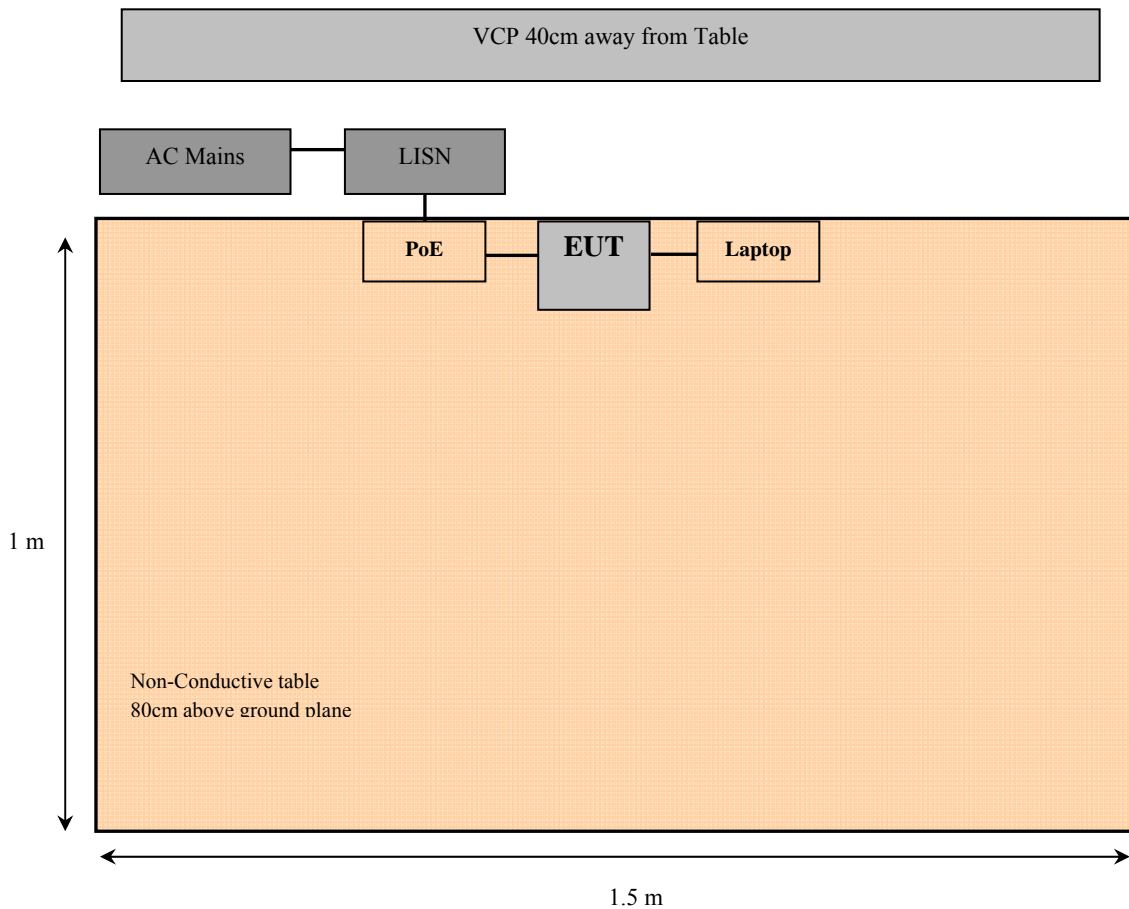 VCP 40cm away from Table
AC Mains
LISN
PoE
EUT
Laptop
1 m
Non-Conductive table
80cm above ground plane
1.5 m